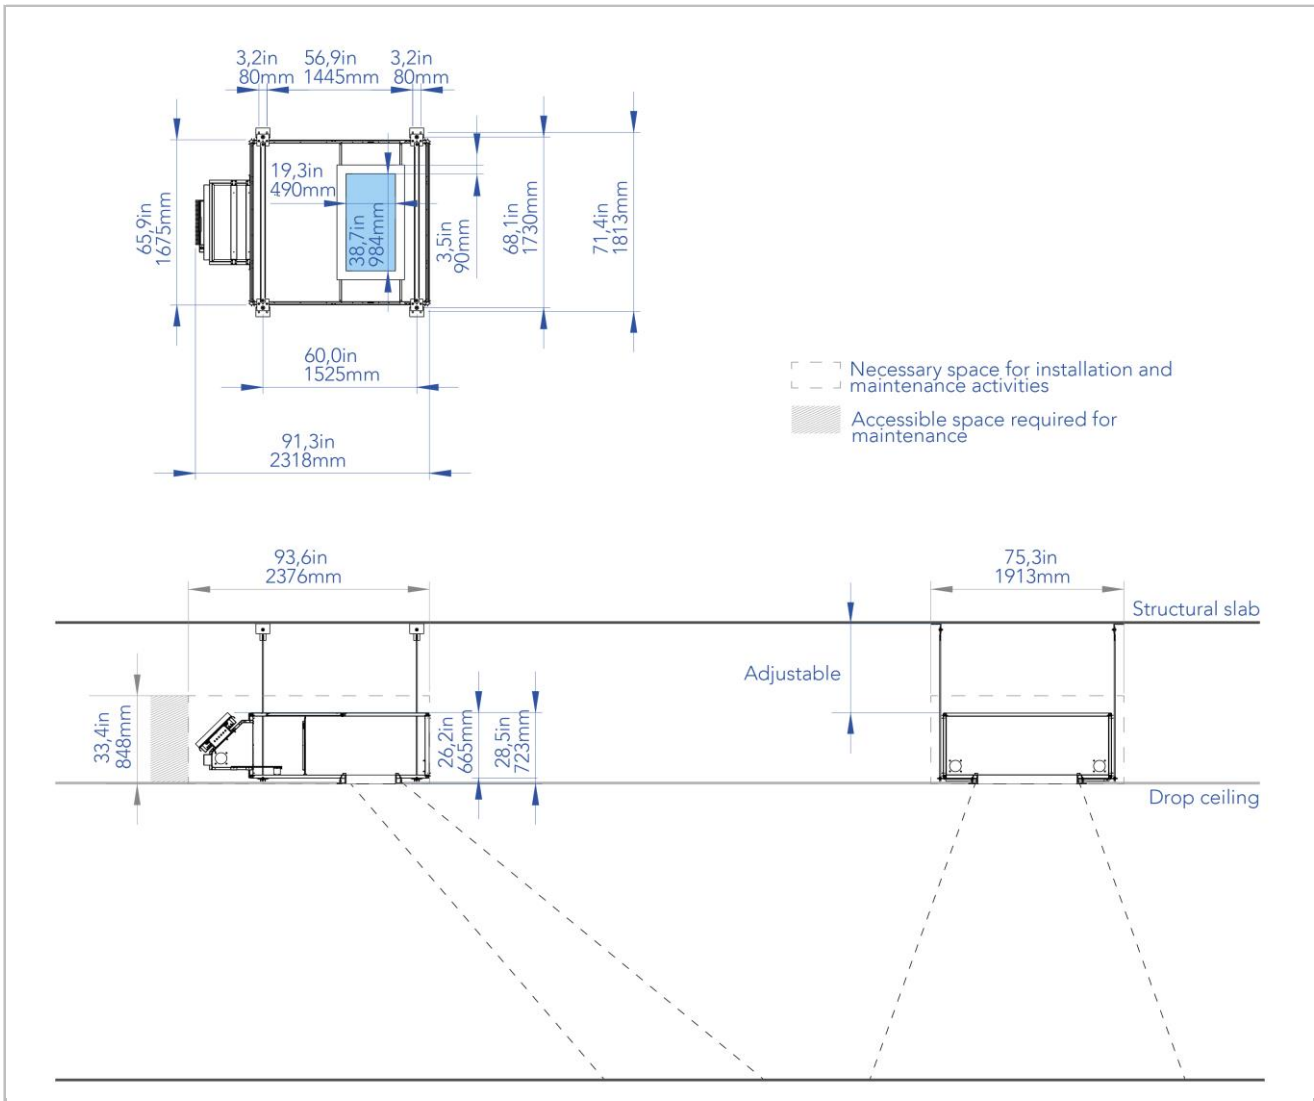 3,2in
80mm
56,9in
1445mm
3,2in
80mm
19,3in
490mm
65,9in
1675mm
38,7in
984mm
3,5in
90mm
68,1in
1730mm
71,4in
1813mm
60,0in
1525mm
91,3in
2318mm
Necessary space for installation and
maintenance activities
Accessible space required for
maintenance
93,6in
2376mm
75,3in
1913mm
Structural slab
Adjustable
33,4in
848mm
26,2in
665mm
28,5in
723mm
Drop ceiling